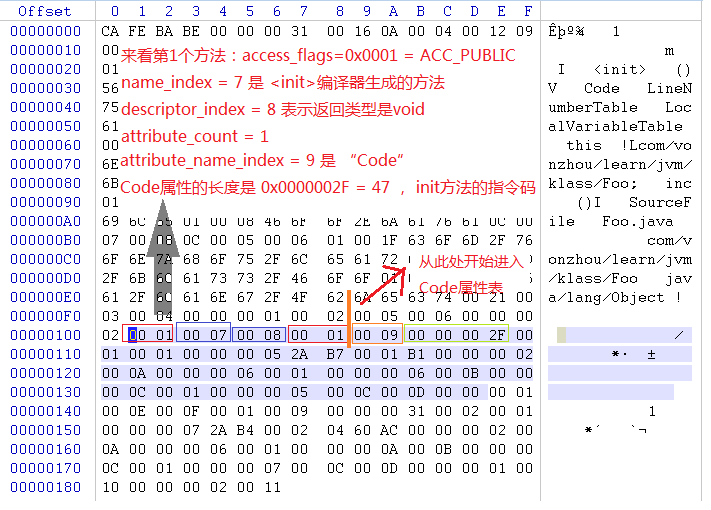 Offset 0 1 2 3 4 5 6 7 8 9 A B C D E F
00000000 CA FE BA BE 00 00 00 31 00 16 0A 00 04 00 12 09 Êþº¾ 1
00000010 00 m
来看第1个方法：access_flags=0x0001 = ACC_PUBLIC
00000020 01 I <init> ()
name_index = 7 是 <init>编译器生成的方法
00000030 56 V Code LineN
descriptor_index = 8 表示返回类型是void
00000040 75 umberTable Loc
00000050 61 alVariableTable
attribute_count = 1
00000060 00 this !Lcom/vo
attribute_name_index = 9 是 “Code”
00000070 6E nzhou/learn/jvm/
00000080 6B klass/Foo; inc
Code属性的长度是 0x0000002F = 47 ，init方法的指令码
00000090 01 ()I SourceF
000000A0 69 6C 65 01 00 08 46 6F 6F 2E 6A 61 76 61 0C 00 ile Foo.java
000000B0 07 00 08 0C 00 05 00 06 01 00 1F 63 6F 6D 2F 76 com/v
000000C0 6F 6E 7A 68 6F 75 2F 6C 65 61 72 onzhou/learn/jvm
从此处开始进入
000000D0 2F 6B 6C 61 73 73 2F 46 6F 6F 01 /klass/Foo jav
Code属性表
000000E0 61 2F 6C 61 6E 67 2F 4F 62 6A 65 63 74 00 21 00 a/lang/Object !
000000F0 03 00 04 00 00 00 01 00 02 00 05 00 06 00 00 00
00000100 02 00 01 00 07 00 08 00 01 00 09 00 00 00 2F 00 /
00000110 01 00 01 00 00 00 05 2A B7 00 01 B1 00 00 00 02 *· ±
00000120 00 0A 00 00 00 06 00 01 00 00 00 06 00 0B 00 00
00000130 00 0C 00 01 00 00 00 05 00 0C 00 0D 00 00 00 01
00000140 00 0E 00 0F 00 01 00 09 00 00 00 31 00 02 00 01 1
00000150 00 00 00 07 2A B4 00 02 04 60 AC 00 00 00 02 00 *´ `¬
00000160 0A 00 00 00 06 00 01 00 00 00 0A 00 0B 00 00 00
00000170 0C 00 01 00 00 00 07 00 0C 00 0D 00 00 00 01 00
00000180 10 00 00 00 02 00 11